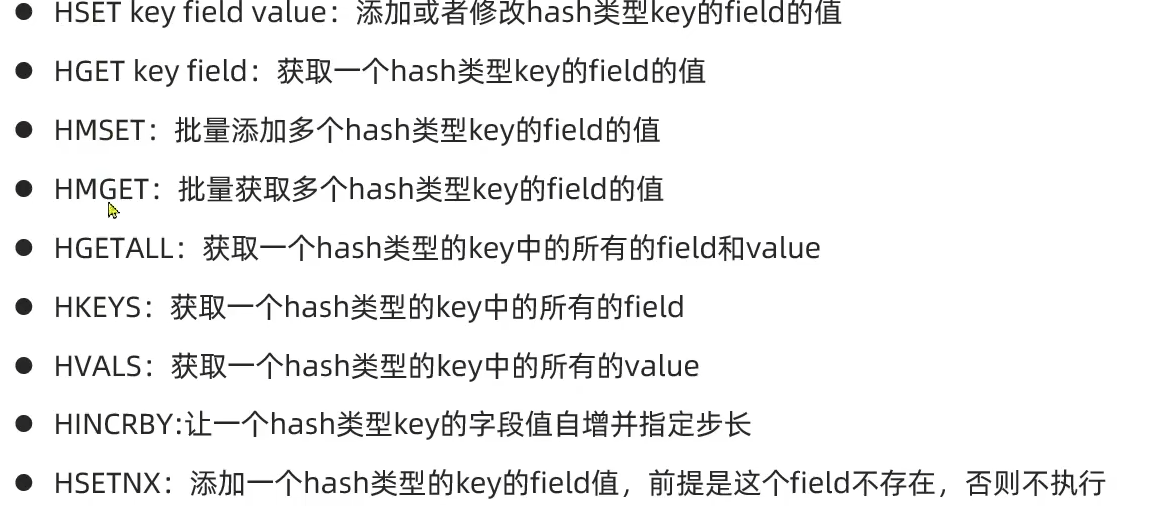 ● HSET key field value：添加或者修改hash类型key的field的值
● HGET key field：获取一个hash类型key的field的值
● HMSET：批量添加多个hash类型key的field的值
● HMGET：批量获取多个hash类型key的field的值
● HGETALL：获取一个hash类型的key中的所有的field和value
● HKEYS：获取一个hash类型的key中的所有的field
● HVALS：获取一个hash类型的key中的所有的value
● HINCRBY:让一个hash类型key的字段值自增并指定步长
● HSETNX：添加一个hash类型的key的field值，前提是这个field不存在，否则不执行